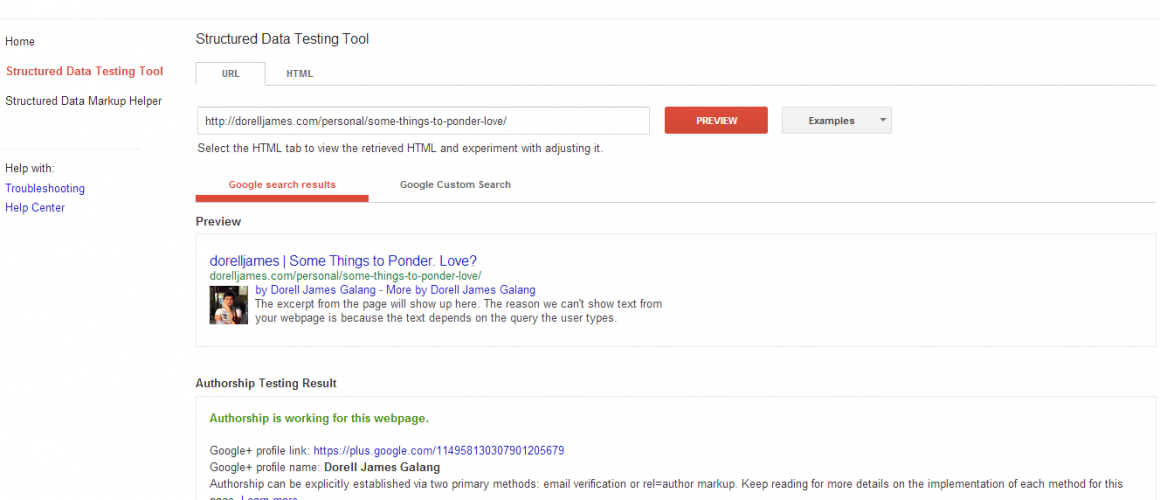 Home
Structured Data Testing Tool
Structured Data Markup Helper
Help with:
Troubleshooting
Help Center
Structured Data Testing Tool
URL HTML
http://dorelljames.com/personal/some-things-to-ponder-love/ PREVIEW Examples
Select the HTML tab to view the retrieved HTML and experiment with adjusting it.
Google search results Google Custom Search
Preview
dorelljames | Some Things to Ponder. Love?
dorelljames.com/personal/some-things-to-ponder-love/
by Dorell James Galang - More by Dorell James Galang
The excerpt from the page will show up here. The reason we can't show text from
your webpage is because the text depends on the query the user types.
Authorship Testing Result
Authorship is working for this webpage.
Google+ profile link: https://plus.google.com/114958130307901205679
Google+ profile name: Dorell James Galang
Authorship can be explicitly established via two primary methods: email verification or rel=author markup. Keep reading for more details on the implementation of each method for this
page. Learn more